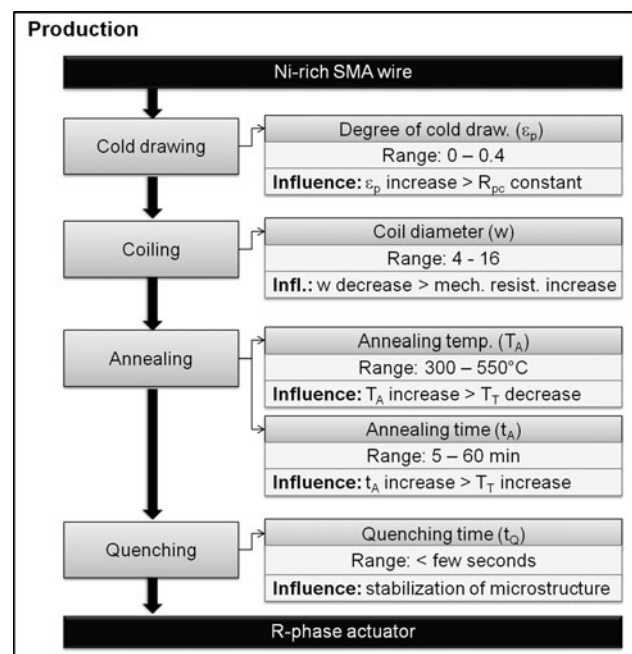 Production
Ni-rich SMA wire
Cold drawing
Degree of cold draw. (εp)
Range: 0 – 0.4
Influence: εp increase > Rpc constant
Coiling
Coil diameter (w)
Range: 4 - 16
Infl.: w decrease > mech. resist. increase
Annealing
Annealing temp. (TA)
Range: 300 – 550°C
Influence: TA increase > TT decrease
Annealing time (tA)
Range: 5 – 60 min
Influence: tA increase > TT increase
Quenching
Quenching time (tQ)
Range: < few seconds
Influence: stabilization of microstructure
R-phase actuator